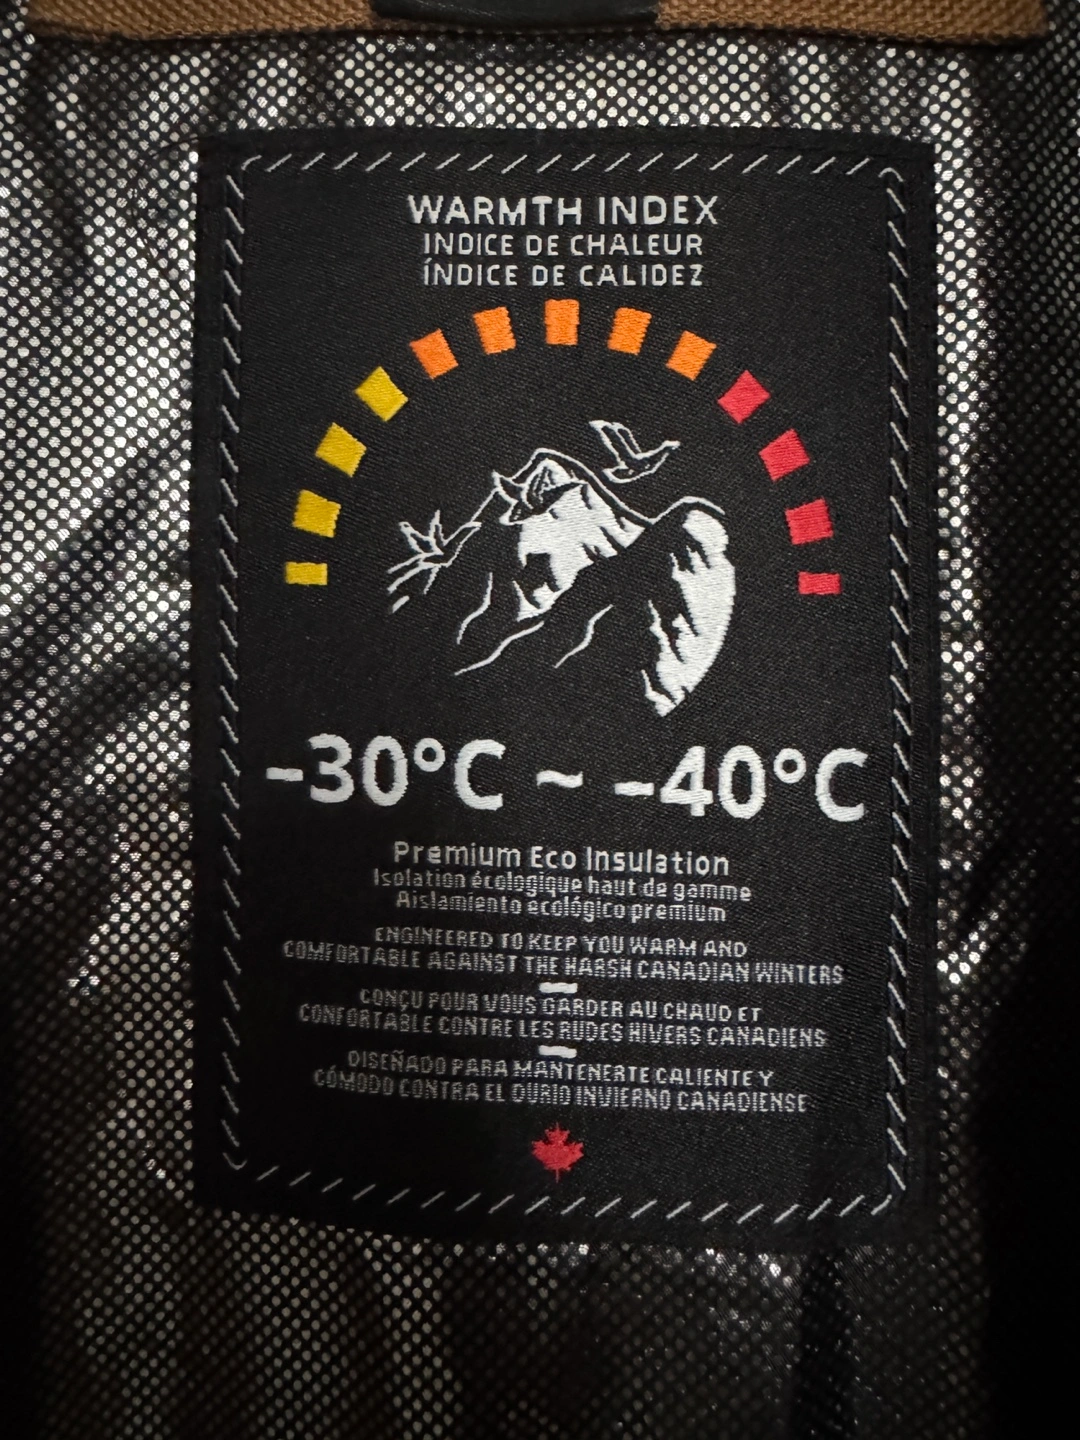 WARMTH INDEX
INDICE DE CHALEUR
ÍNDICE DE CALIDEZ
-30°C ~ -40°C
Premium Eco Insulation
Isolation écologique haut de gamme
Aislamiento ecológico premium
ENGINEERED TO KEEP YOU WARM AND
COMFORTABLE AGAINST THE HARSH CANADIAN WINTERS
CONÇU POUR VOUS GARDER AU CHAUD ET
CONFORTABLE CONTRE LES RUDES HIVERS CANADIENS
DISEÑADO PARA MANTENERTE CALIENTE Y
CÓMODO CONTRA EL DURIO INVIERNO CANADIENSE